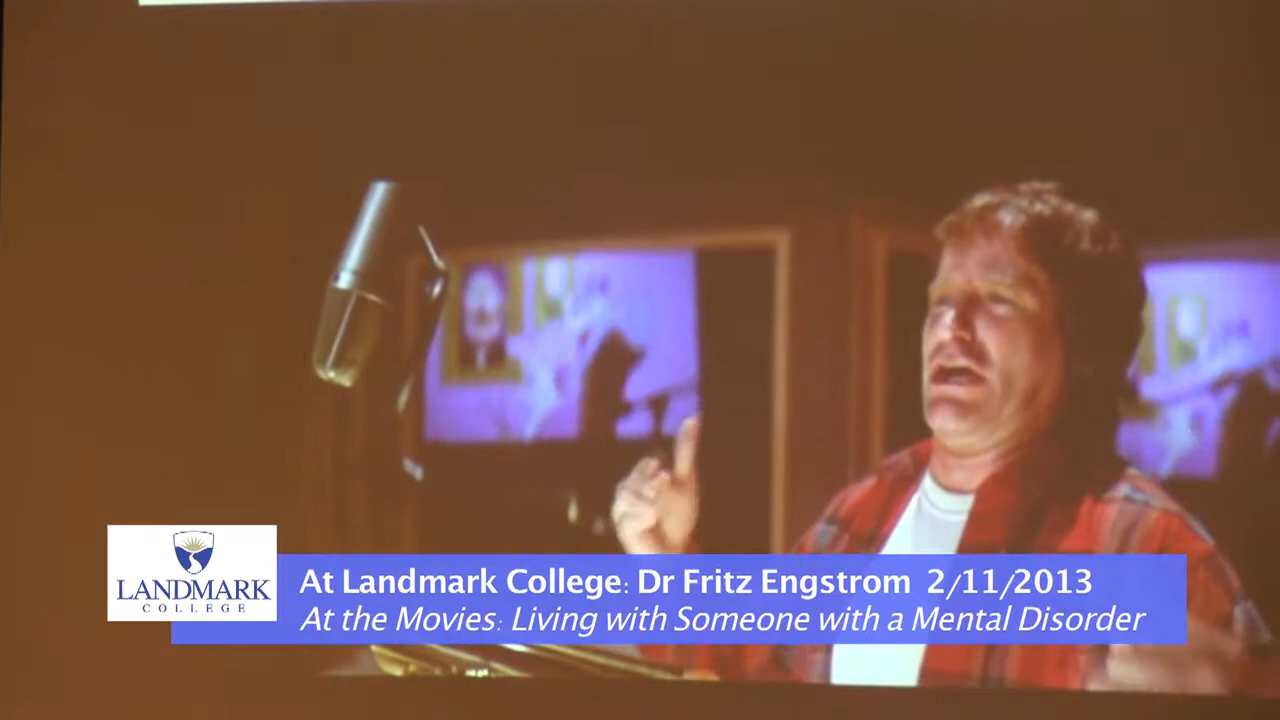 LANDMARK
COLLEGE
At Landmark College: Dr Fritz Engstrom 2/11/2013
At the Movies: Living with Someone with a Mental Disorder